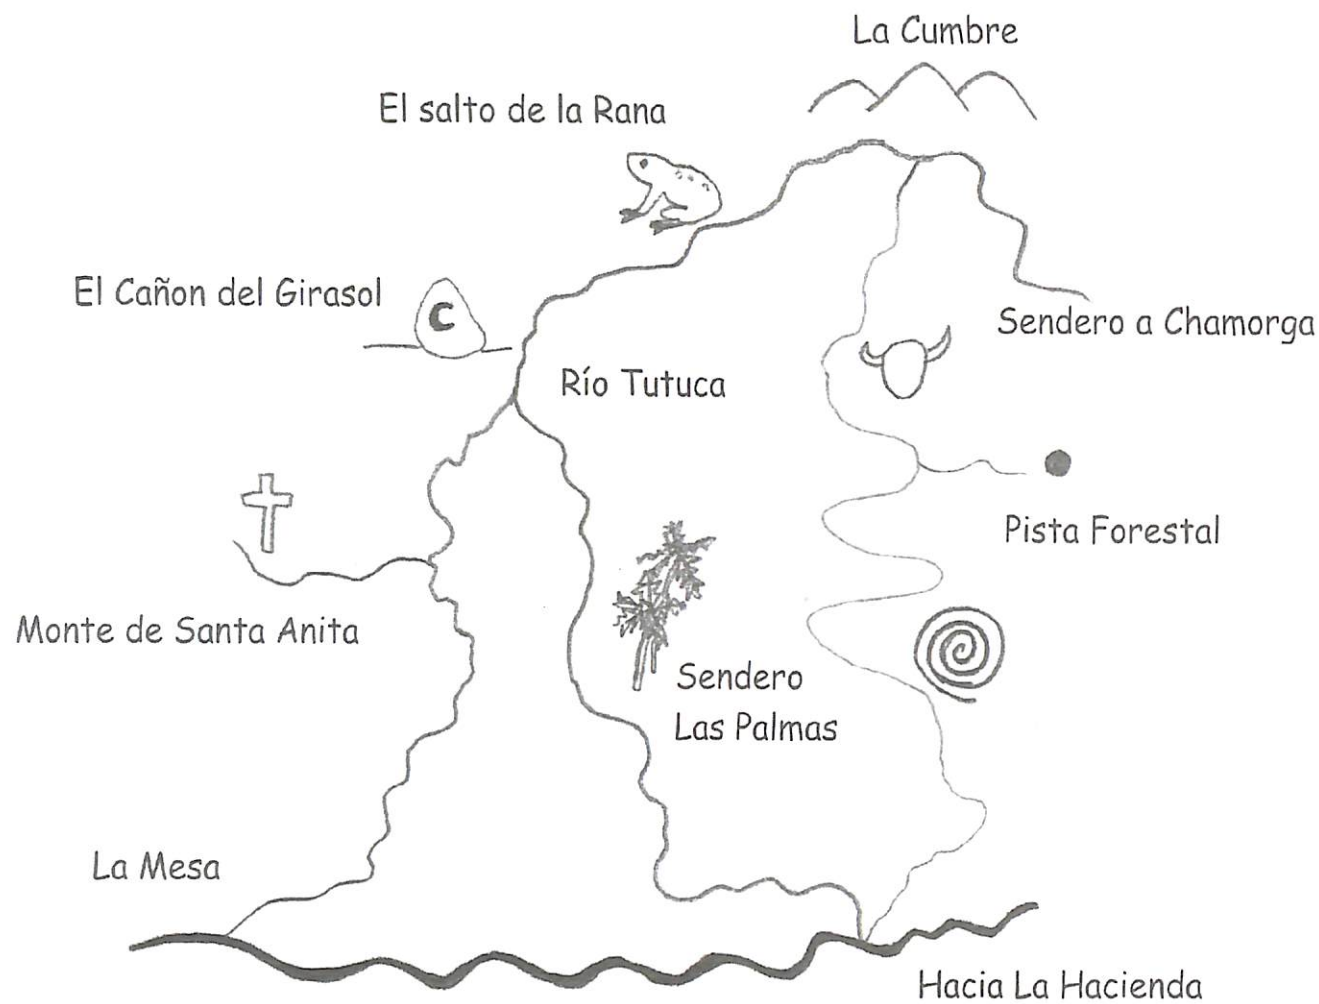 La Cumbre
El salto de la Rana
El Cañon del Girasol
C
Sendero a Chamorga
Río Tutuca
Pista Forestal
Monte de Santa Anita
Sendero
Las Palmas
La Mesa
Hacia La Hacienda